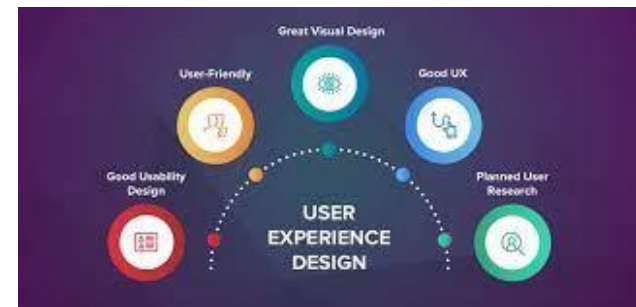 Great Visual Design
User-Friendly
Good UX
Good Usability
Design
Planned User
Research
USER
EXPERIENCE
DESIGN